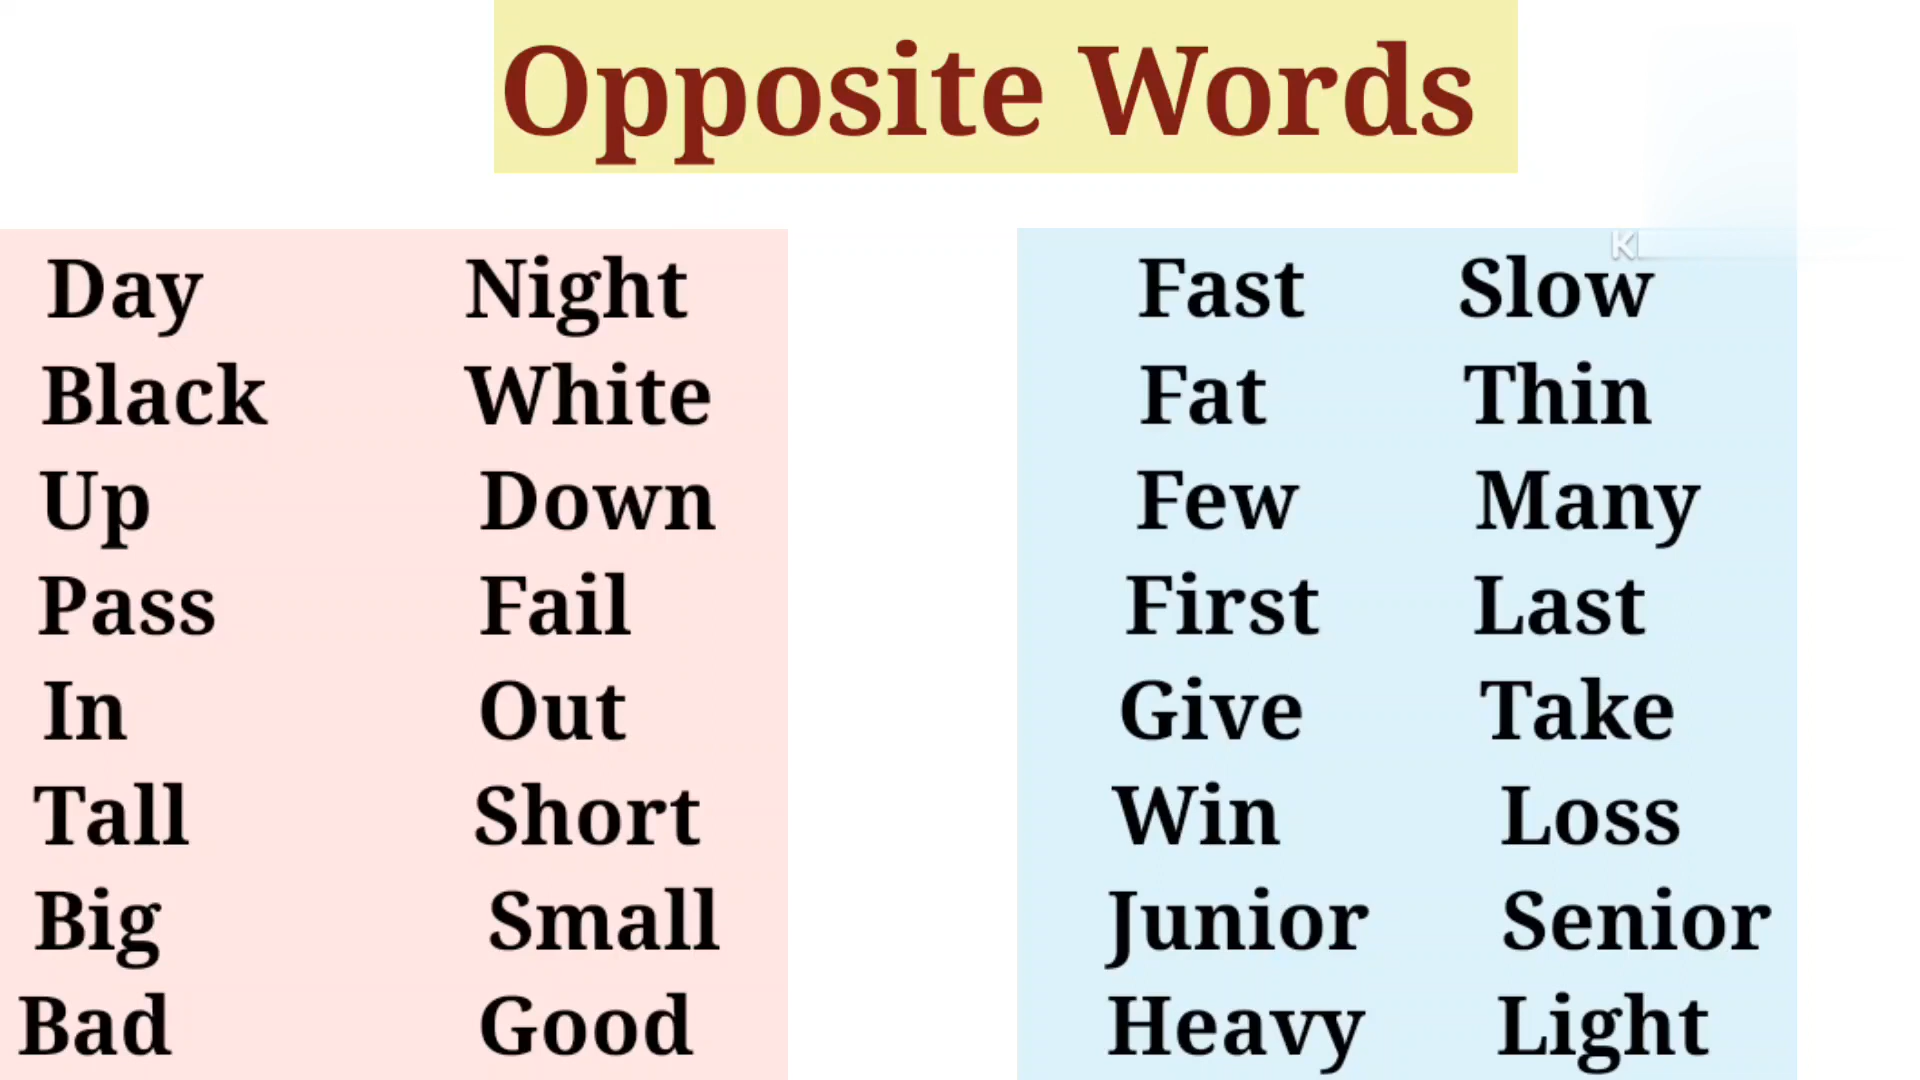 Opposite Words
Day Night
Black White
Up Down
Pass Fail
In Out
Tall Short
Big Small
Bad Good
K
Fast Slow
Fat Thin
Few Many
First Last
Give Take
Win Loss
Junior Senior
Heavy Light